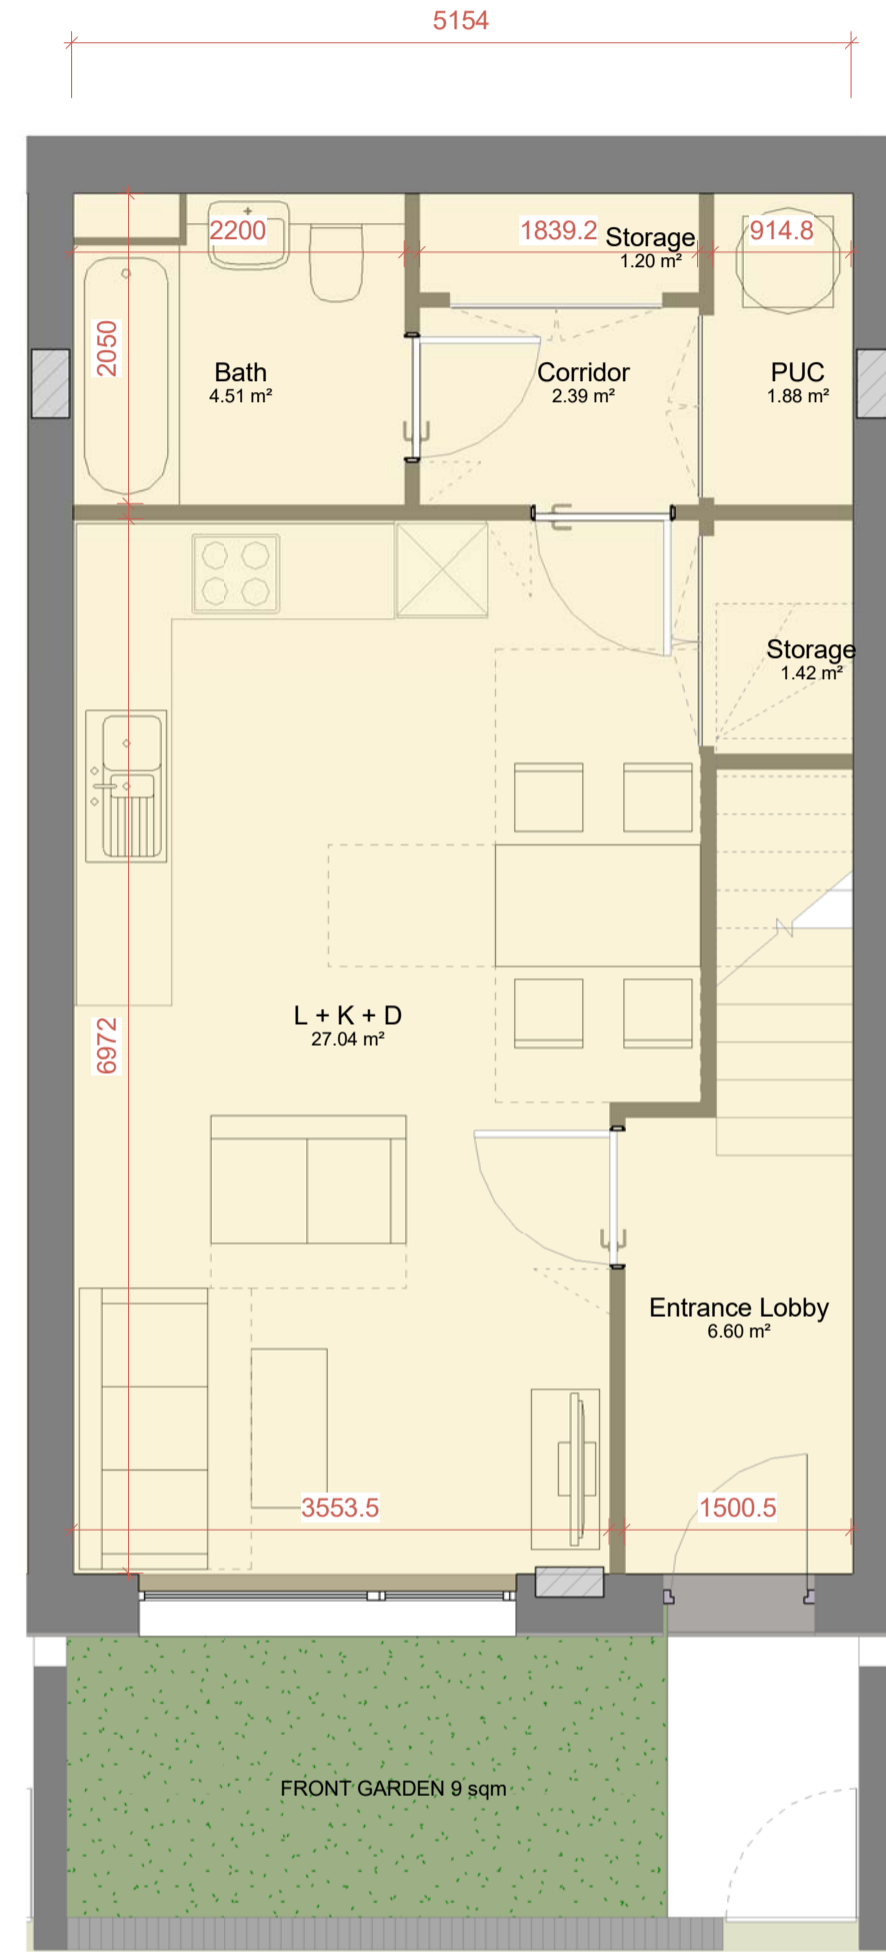 5154
2200
1839.2
Storage
1.20 m²
914.8
2050
Bath
4.51 m²
Corridor
2.39 m²
PUC
1.88 m²
Storage
1.42 m²
L + K + D
27.04 m²
6972
Entrance Lobby
6.60 m²
3553.5
1500.5
FRONT GARDEN 9 sqm